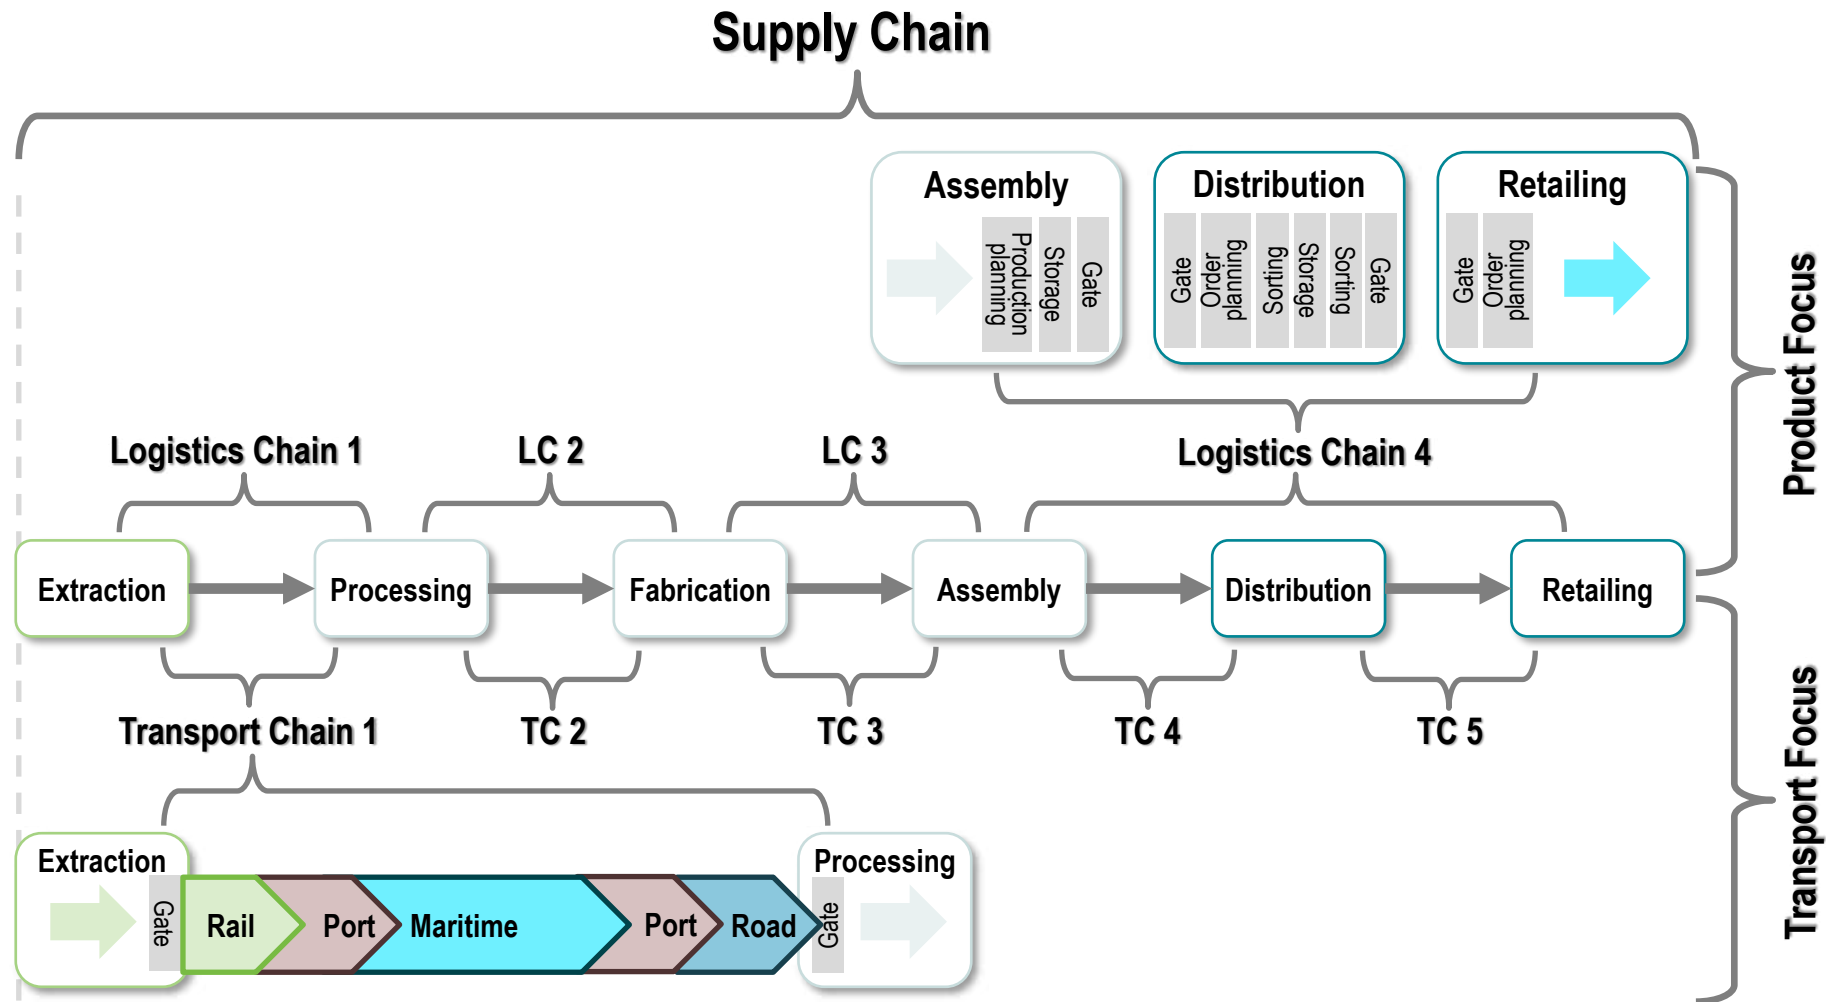 Supply Chain
Assembly
Production
planning
Storage
Gate
Distribution
Gate
Order
planning
Sorting
Storage
Sorting
Gate
Retailing
Gate
Order
planning
Product Focus
Logistics Chain 1
LC 2
LC 3
Logistics Chain 4
Extraction
Processing
Fabrication
Assembly
Distribution
Retailing
Transport Chain 1
TC 2
TC 3
TC 4
TC 5
Transport Focus
Extraction
Gate
Rail
Port
Maritime
Port
Road
Processing
Gate